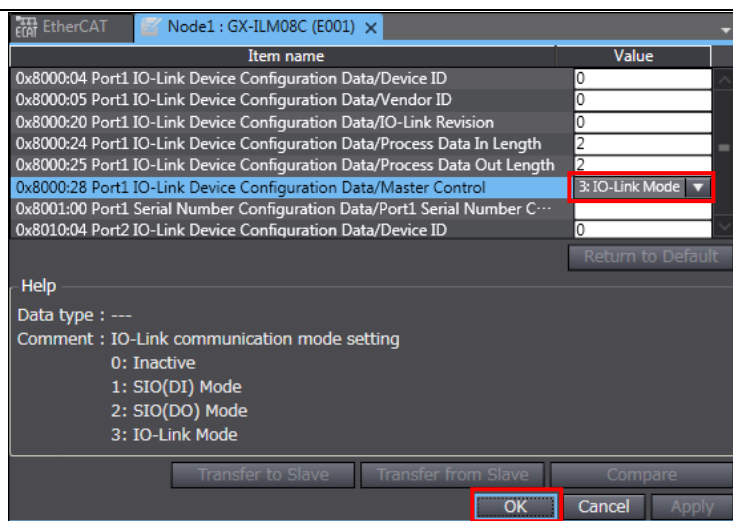 ECAT EtherCAT Node1 : GX-ILM08C (E001) x
Item name Value
0x8000:04 Port1 IO-Link Device Configuration Data/Device ID 0
0x8000:05 Port1 IO-Link Device Configuration Data/Vendor ID 0
0x8000:20 Port1 IO-Link Device Configuration Data/IO-Link Revision 0
0x8000:24 Port1 IO-Link Device Configuration Data/Process Data In Length 2
0x8000:25 Port1 IO-Link Device Configuration Data/Process Data Out Length 2
0x8000:28 Port1 IO-Link Device Configuration Data/Master Control 3: IO-Link Mode
0x8001:00 Port1 Serial Number Configuration Data/Port1 Serial Number C⋯
0x8010:04 Port2 IO-Link Device Configuration Data/Device ID 0
Return to Default
Help
Data type : ---
Comment : IO-Link communication mode setting
0: Inactive
1: SIO(DI) Mode
2: SIO(DO) Mode
3: IO-Link Mode
Transfer to Slave Transfer from Slave Compare
OK Cancel Apply